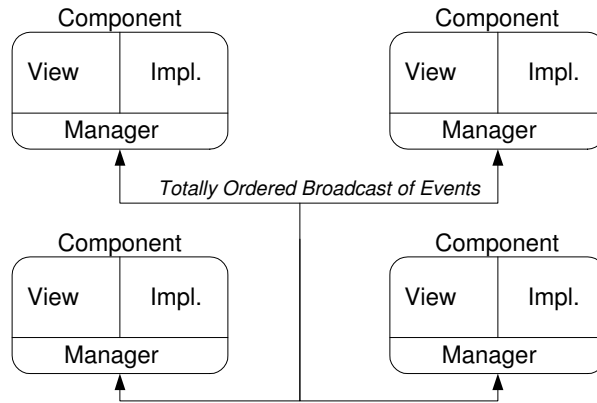 Component Component
View Impl. View Impl.
Manager Manager
Totally Ordered Broadcast of Events
Component Component
View Impl. View Impl.
Manager Manager